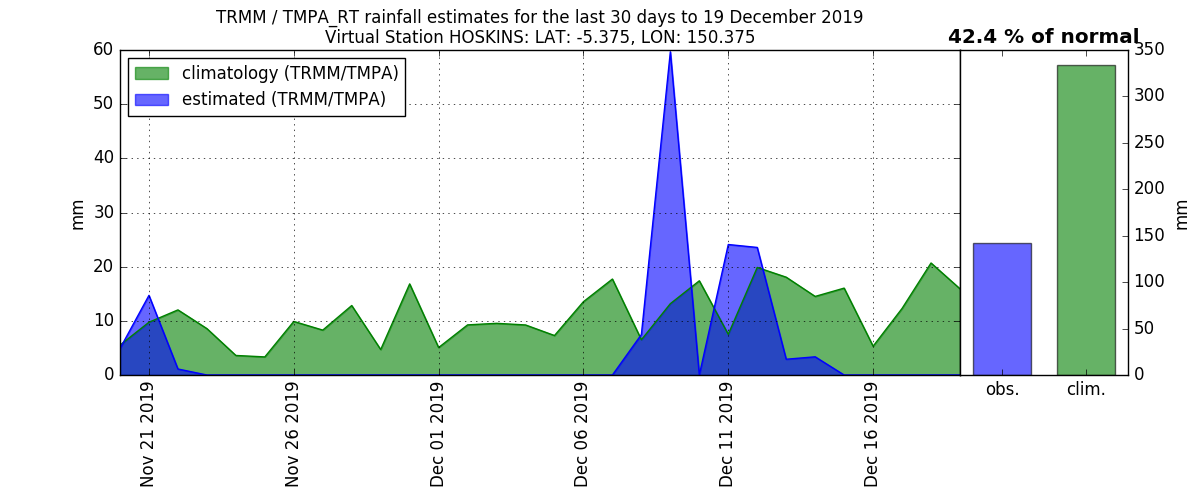 TRMM / TMPA_RT rainfall estimates for the last 30 days to 19 December 2019
Virtual Station HOSKINS: LAT: -5.375, LON: 150.375
42.4 % of normal
climatology (TRMM/TMPA)
estimated (TRMM/TMPA)
60
50
40
30
20
10
0
mm
Nov 21 2019
Nov 26 2019
Dec 01 2019
Dec 06 2019
Dec 11 2019
Dec 16 2019
350
300
250
200
150
100
50
0
mm
obs.
clim.